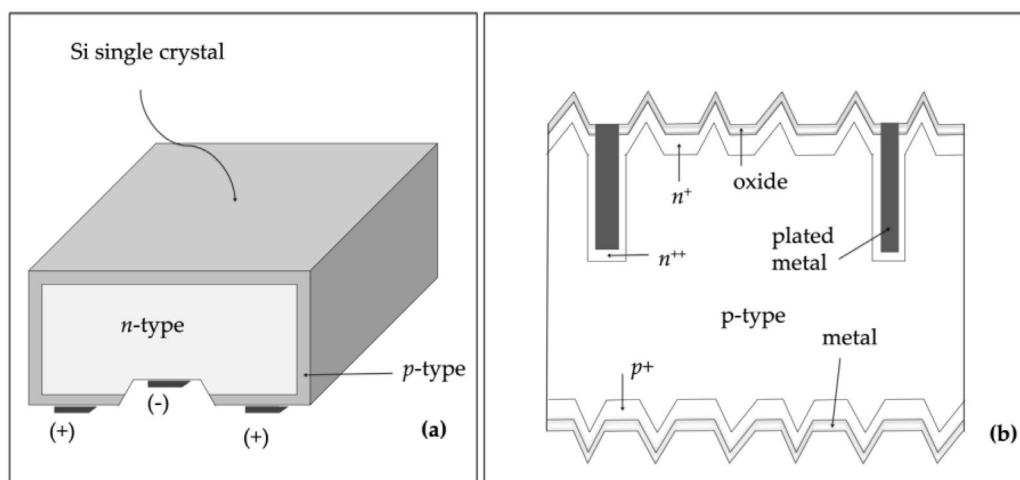 Si single crystal
n-type
p-type
(-)
(+)
(+)
(a)
oxide
n+
plated
metal
n++
p-type
metal
p+
(b)